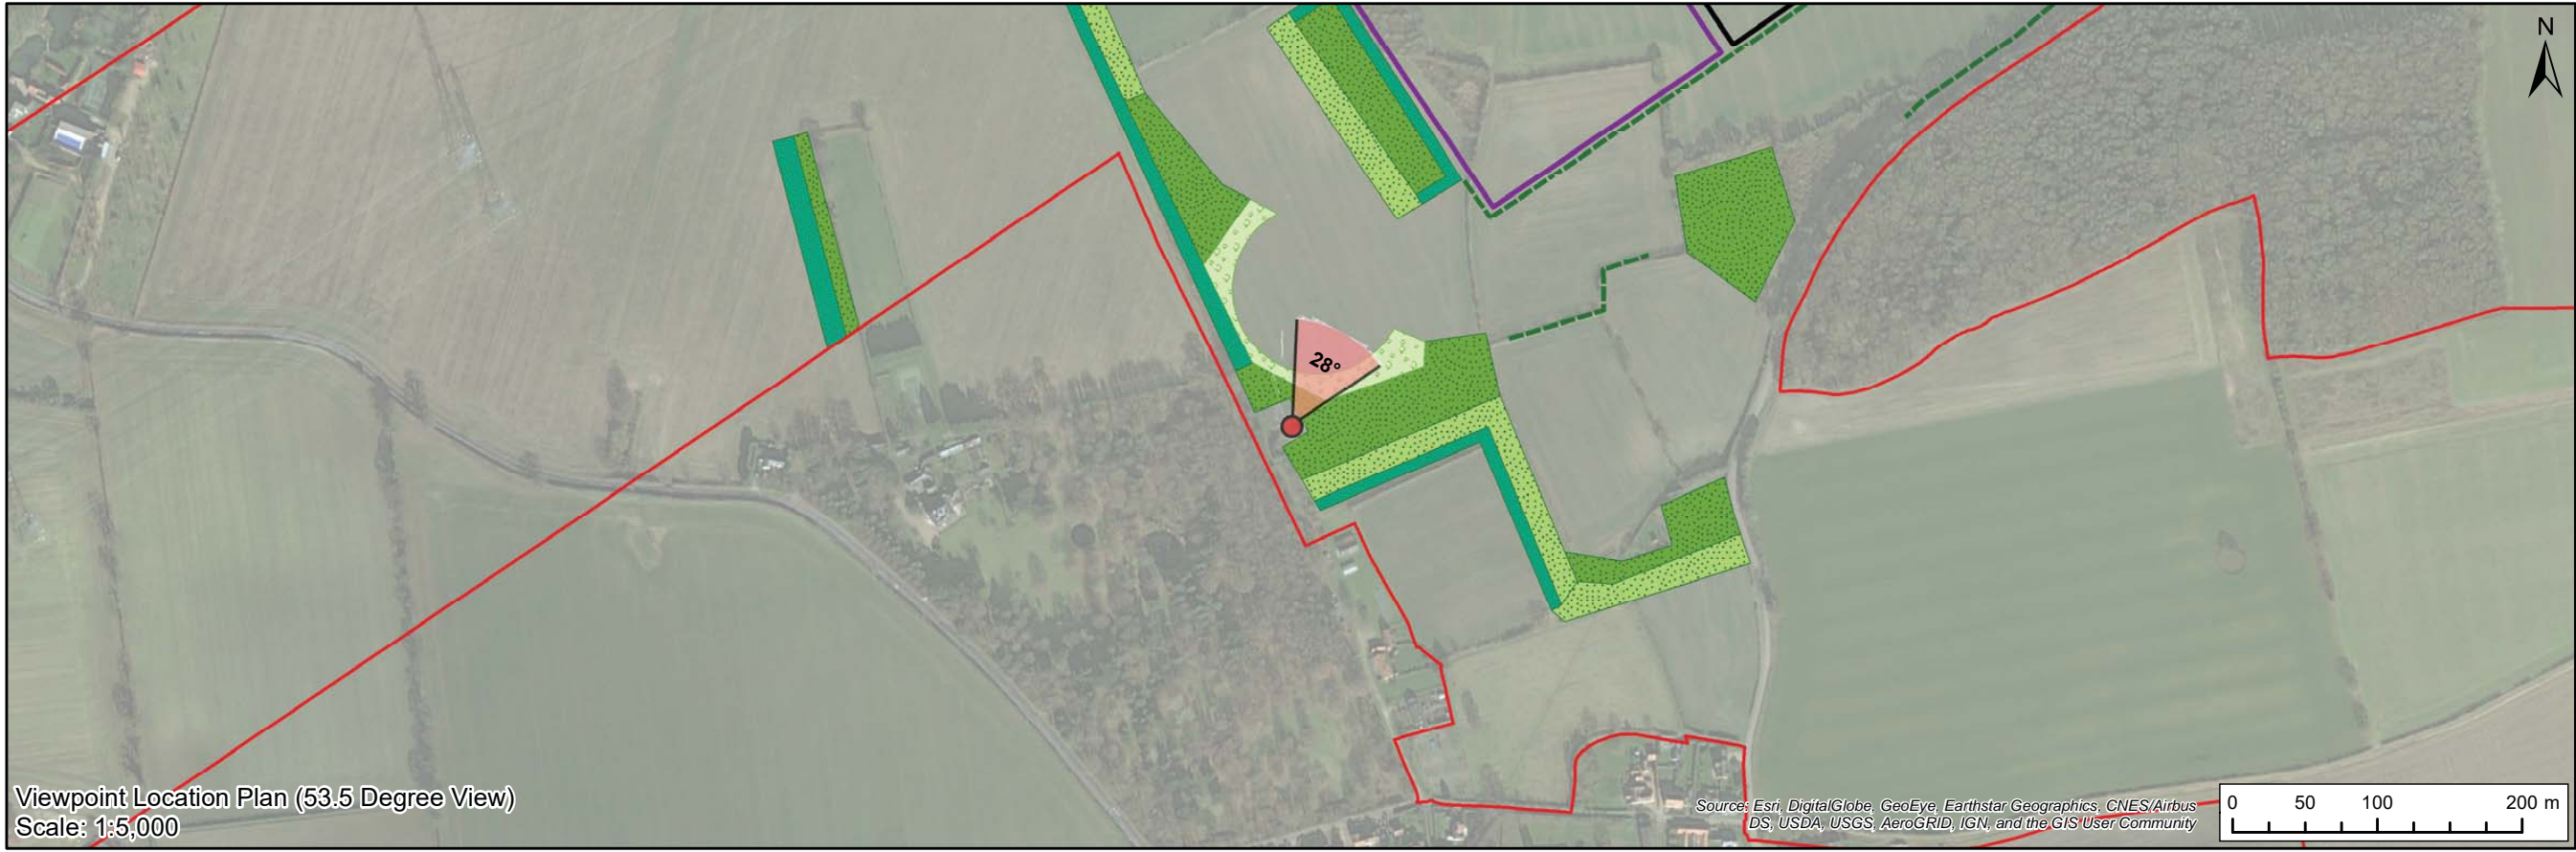 N
28°
Viewpoint Location Plan (53.5 Degree View)
Scale: 1:5,000
Source: Esri, DigitalGlobe, GeoEye, Earthstar Geographics, CNES/Airbus
DS, USDA, USGS, AeroGRID, IGN, and the GIS User Community
0 50 100 200 m